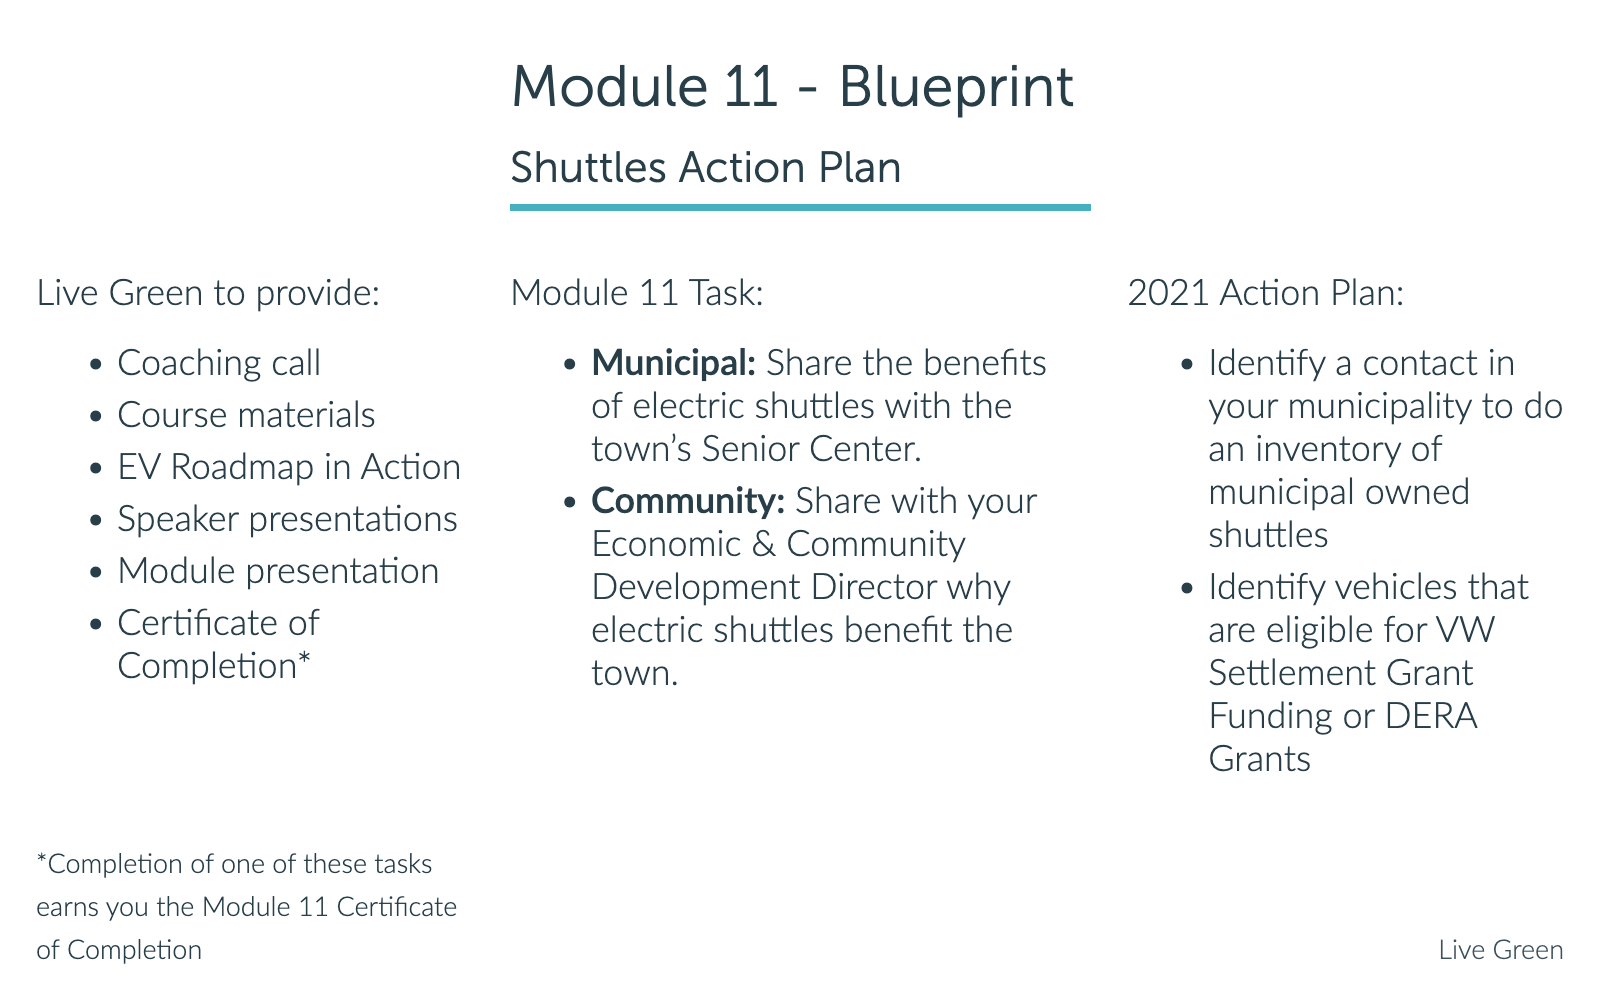 Module 11 - Blueprint
Shuttles Action Plan
Live Green to provide:
• Coaching call
• Course materials
• EV Roadmap in Action
• Speaker presentations
• Module presentation
• Certificate of
Completion*
Module 11 Task:
• Municipal: Share the benefits
of electric shuttles with the
town’s Senior Center.
• Community: Share with your
Economic & Community
Development Director why
electric shuttles benefit the
town.
2021 Action Plan:
• Identify a contact in
your municipality to do
an inventory of
municipal owned
shuttles
• Identify vehicles that
are eligible for VW
Settlement Grant
Funding or DERA
Grants
*Completion of one of these tasks
earns you the Module 11 Certificate
of Completion
Live Green